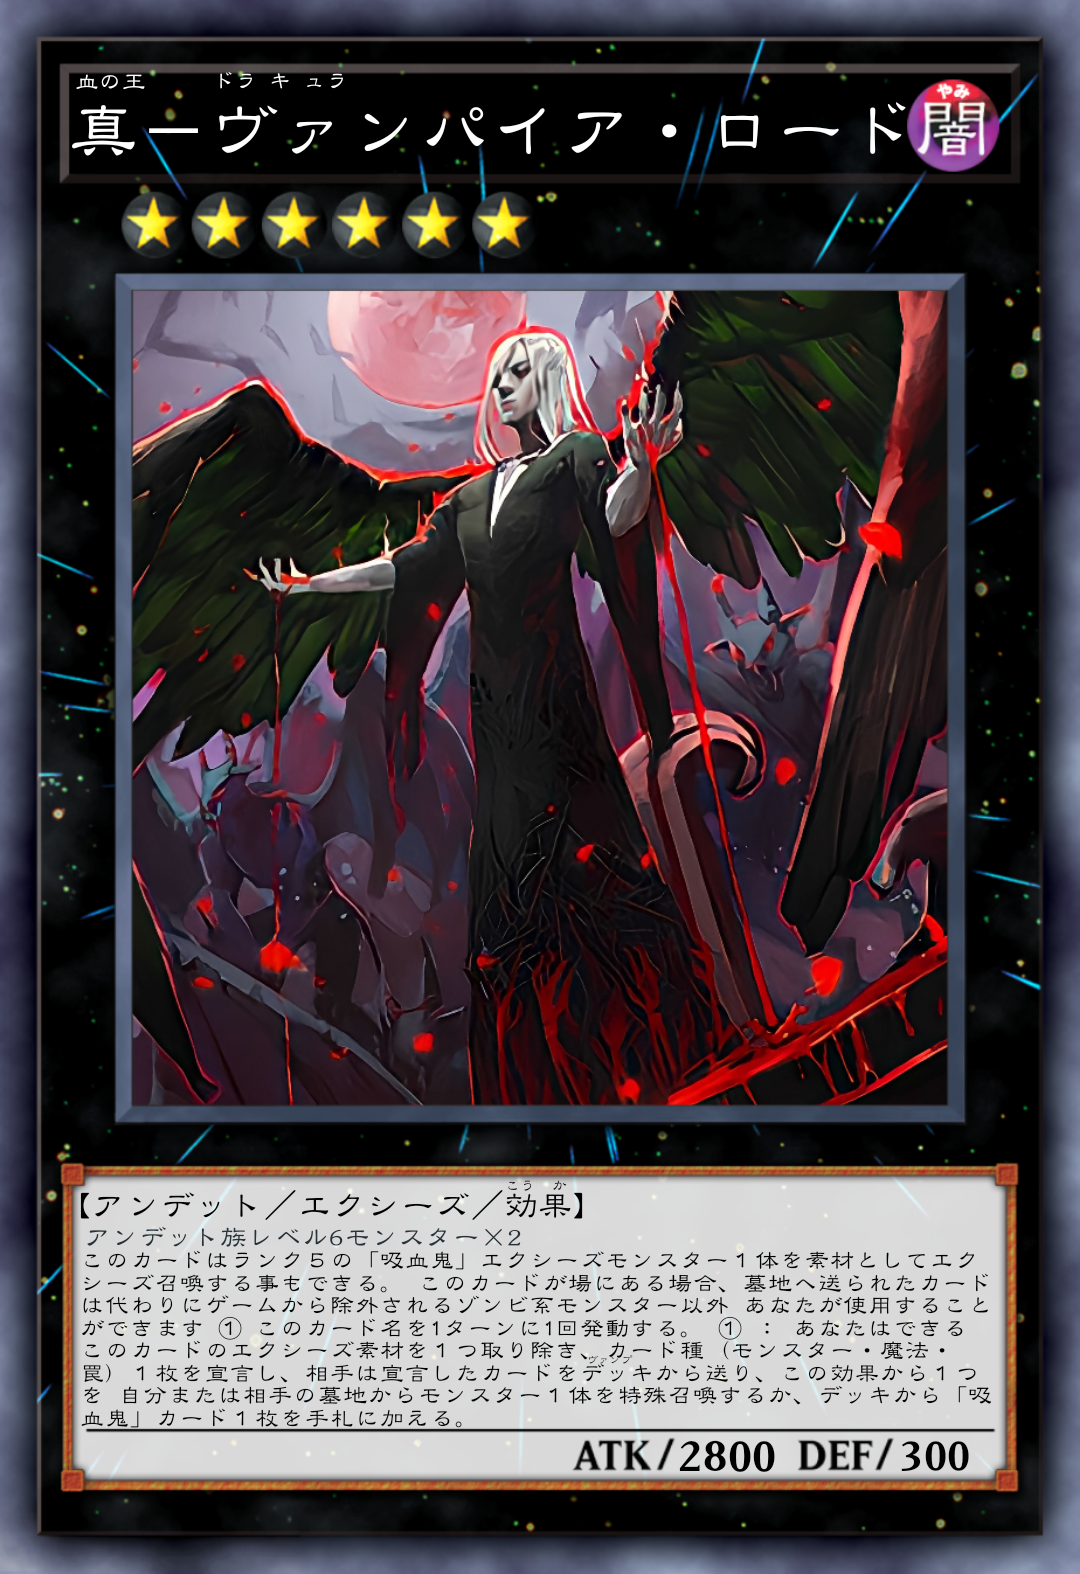 血の王 ドラキュラ
真－ヴァンパイア・ロード
やみ
闇
こうか
【アンデット／エクシーズ／効果】
アンデット族レベル6モンスター×2
このカードはランク５の「吸血鬼」エクシーズモンスター１体を素材としてエク
シーズ召喚する事もできる。 このカードが場にある場合、墓地へ送られたカード
は代わりにゲームから除外されるゾンビ系モンスター以外 あなたが使用すること
ができます ① このカード名を1ターンに1回発動する。 ① ： あなたはできる
このカードのエクシーズ素材を１つ取り除き、カード種（モンスター・魔法・
ヴァンプ
罠）１枚を宣言し、相手は宣言したカードをデッキから送り、この効果から１つ
を 自分または相手の墓地からモンスター１体を特殊召喚するか、デッキから「吸
血鬼」カード１枚を手札に加える。
ATK/2800 DEF/300